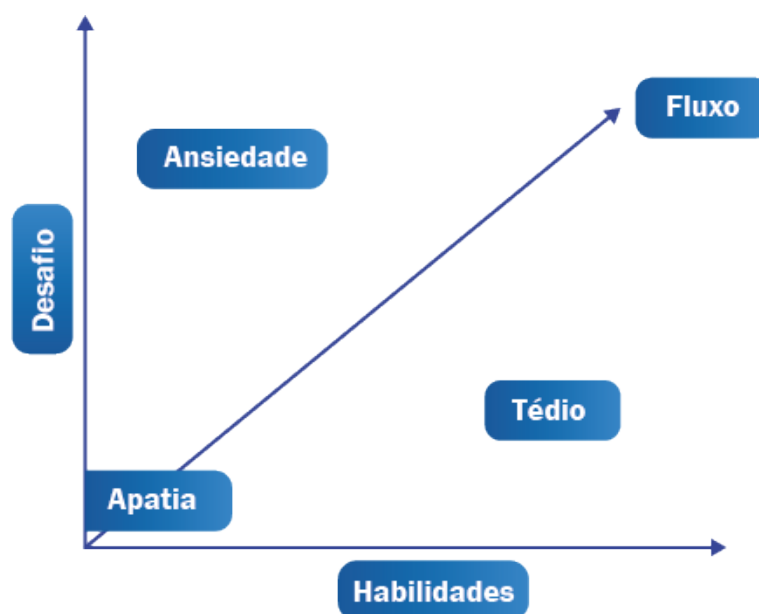 Fluxo
Ansiedade
Desafio
Tédio
Apatia
Habilidades